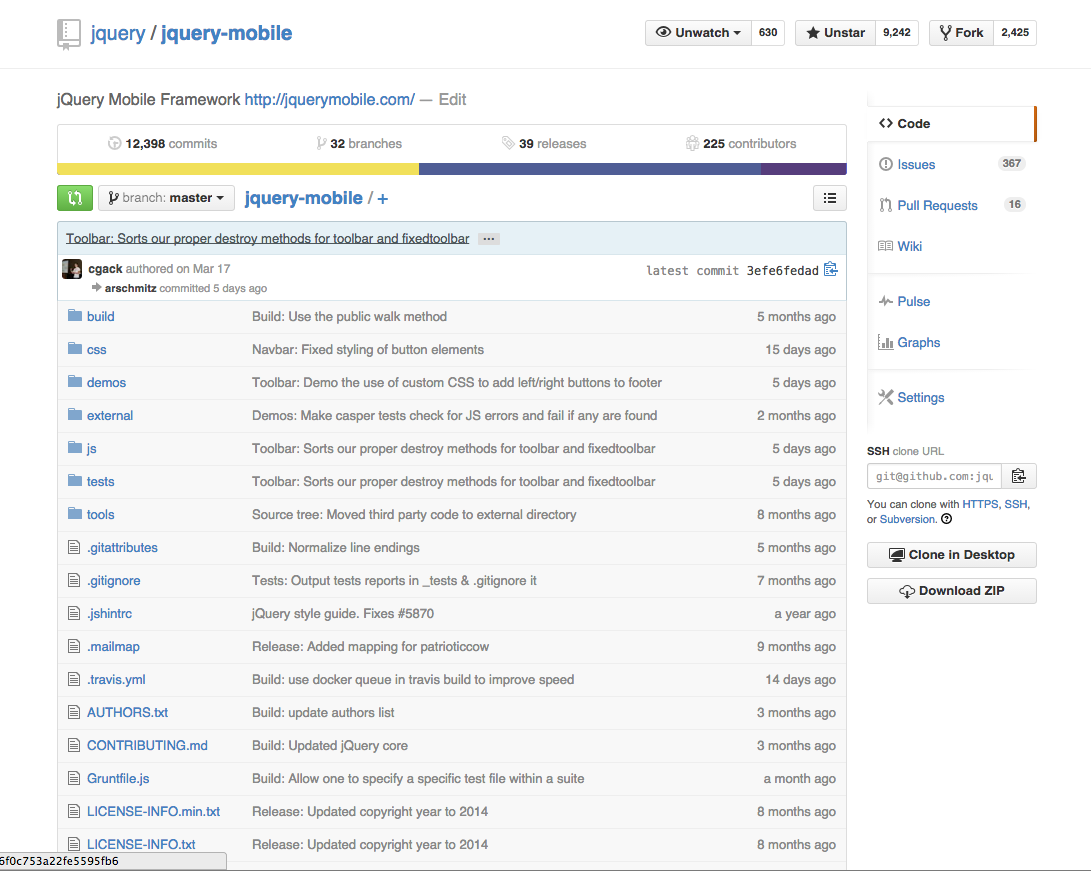 jquery / jquery-mobile
Unwatch 630
Unstar 9,242
Fork 2,425
jQuery Mobile Framework http://jquerymobile.com/ — Edit
12,398 commits
32 branches
39 releases
225 contributors
branch: master
jquery-mobile / +
Toolbar: Sorts our proper destroy methods for toolbar and fixedtoolbar ...
cgack authored on Mar 17
latest commit 3efe6fedad
arschmitz committed 5 days ago
build Build: Use the public walk method 5 months ago
css Navbar: Fixed styling of button elements 15 days ago
demos Toolbar: Demo the use of custom CSS to add left/right buttons to footer 5 days ago
external Demos: Make casper tests check for JS errors and fail if any are found 2 months ago
js Toolbar: Sorts our proper destroy methods for toolbar and fixedtoolbar 5 days ago
tests Toolbar: Sorts our proper destroy methods for toolbar and fixedtoolbar 5 days ago
tools Source tree: Moved third party code to external directory 8 months ago
.gitattributes Build: Normalize line endings 5 months ago
.gitignore Tests: Output tests reports in _tests & .gitignore it 7 months ago
.jshintrc jQuery style guide. Fixes #5870 a year ago
.mailmap Release: Added mapping for patrioticcow 9 months ago
.travis.yml Build: use docker queue in travis build to improve speed 14 days ago
AUTHORS.txt Build: update authors list 3 months ago
CONTRIBUTING.md Build: Updated jQuery core 3 months ago
Gruntfile.js Build: Allow one to specify a specific test file within a suite a month ago
LICENSE-INFO.min.txt Release: Updated copyright year to 2014 8 months ago
LICENSE-INFO.txt Release: Updated copyright year to 2014 8 months ago
6f0c753a22fe5595fb6
Code
Issues 367
Pull Requests 16
Wiki
Pulse
Graphs
Settings
SSH clone URL
git@github.com:jqu
You can clone with HTTPS, SSH,
or Subversion.
Clone in Desktop
Download ZIP